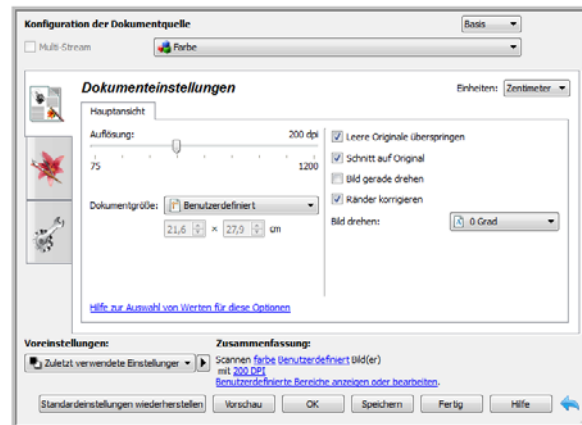 Konfiguration der Dokumentquelle
Basis
Multi-Stream
Farbe
Dokumenteinstellungen
Einheiten: Zentimeter
Hauptansicht
Auflösung: 200 dpi
75 1200
Dokumentgröße: Benutzerdefiniert
21,6 × 27,9 cm
Leere Originale überspringen
Schnitt auf Original
Bild gerade drehen
Ränder korrigieren
Bild drehen: 0 Grad
Hilfe zur Auswahl von Werten für diese Optionen
Voreinstellungen:
Zuletzt verwendete Einstellungen
Zusammenfassung:
Scannen farbe Benutzerdefiniert Bild(er)
mit 200 DPI
Benutzerdefinierte Bereiche anzeigen oder bearbeiten.
Standardeinstellungen wiederherstellen Vorschau OK Speichern Fertig Hilfe